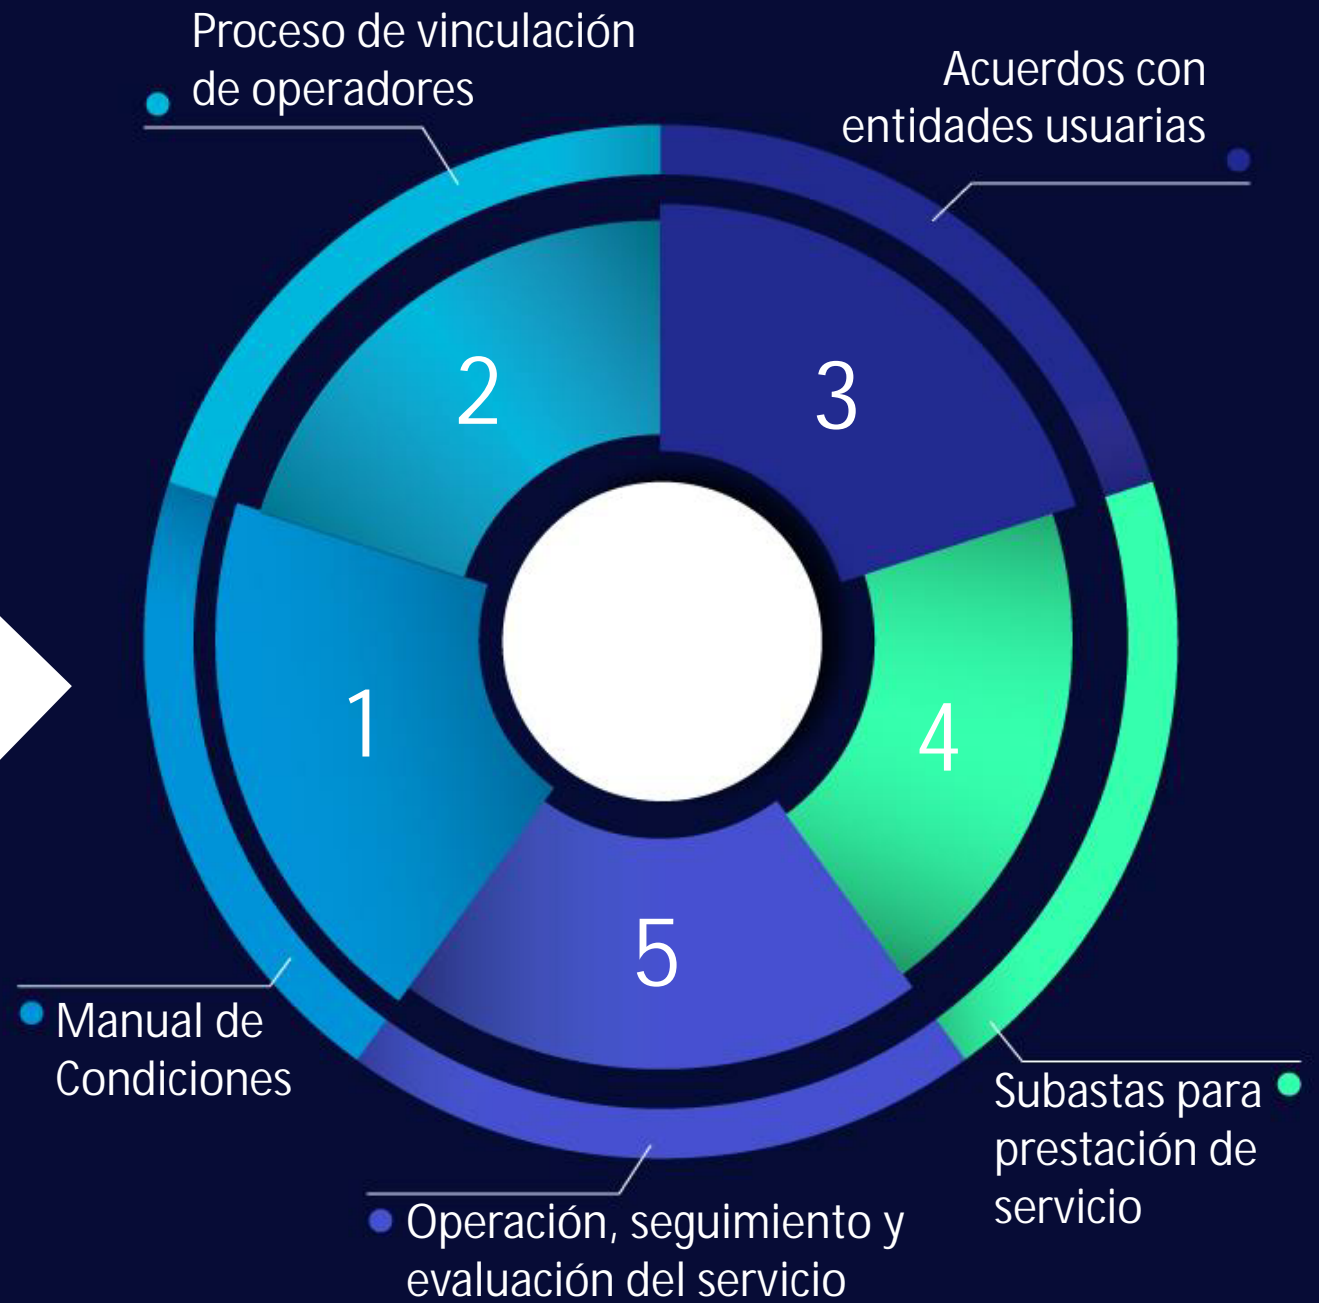 Proceso de vinculación
de operadores
Acuerdos con
entidades usuarias
2
3
1
4
5
Manual de
Condiciones
Subastas para
prestación de
servicio
Operación, seguimiento y
evaluación del servicio